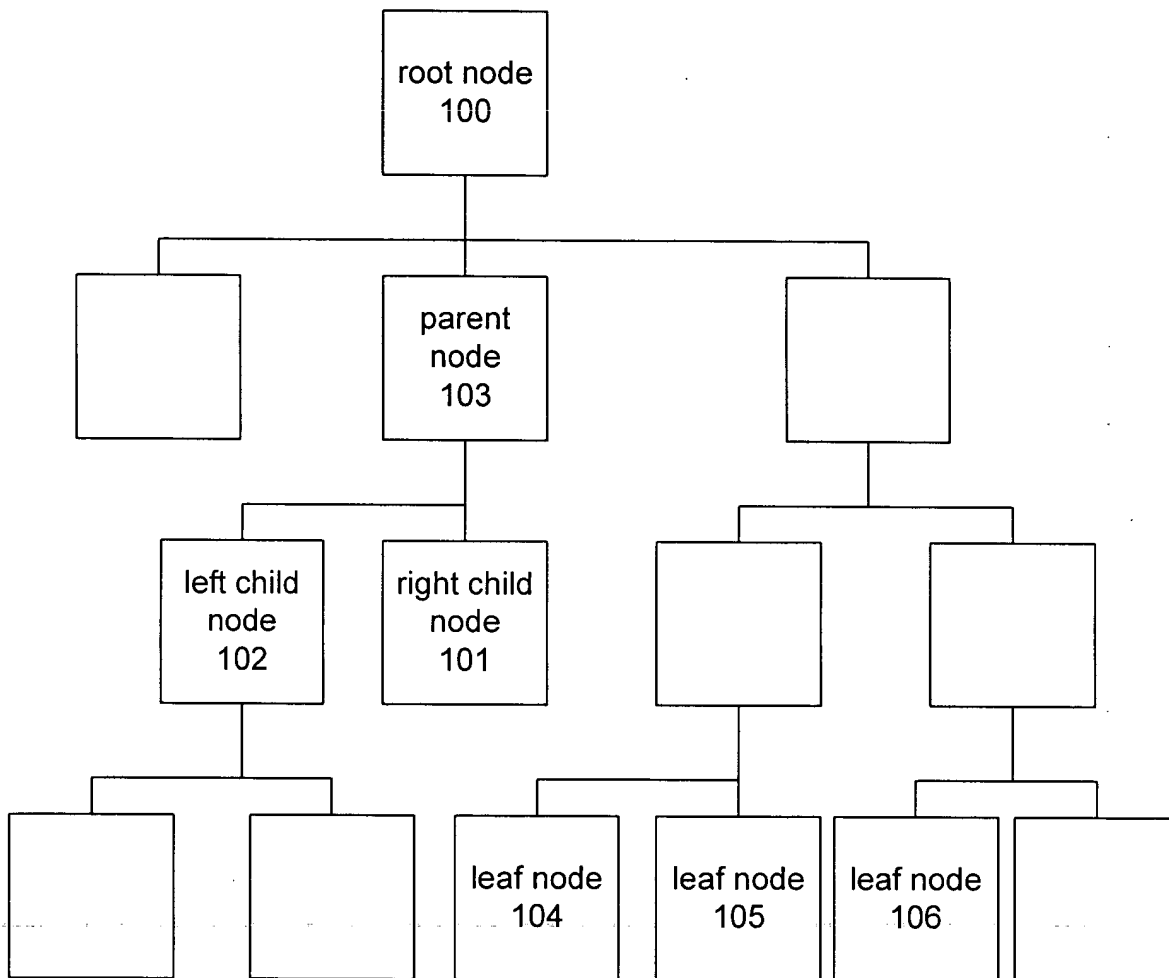 root node
100
parent
node
103
left child
node
102
right child
node
101
leaf node
104
leaf node
105
leaf node
106